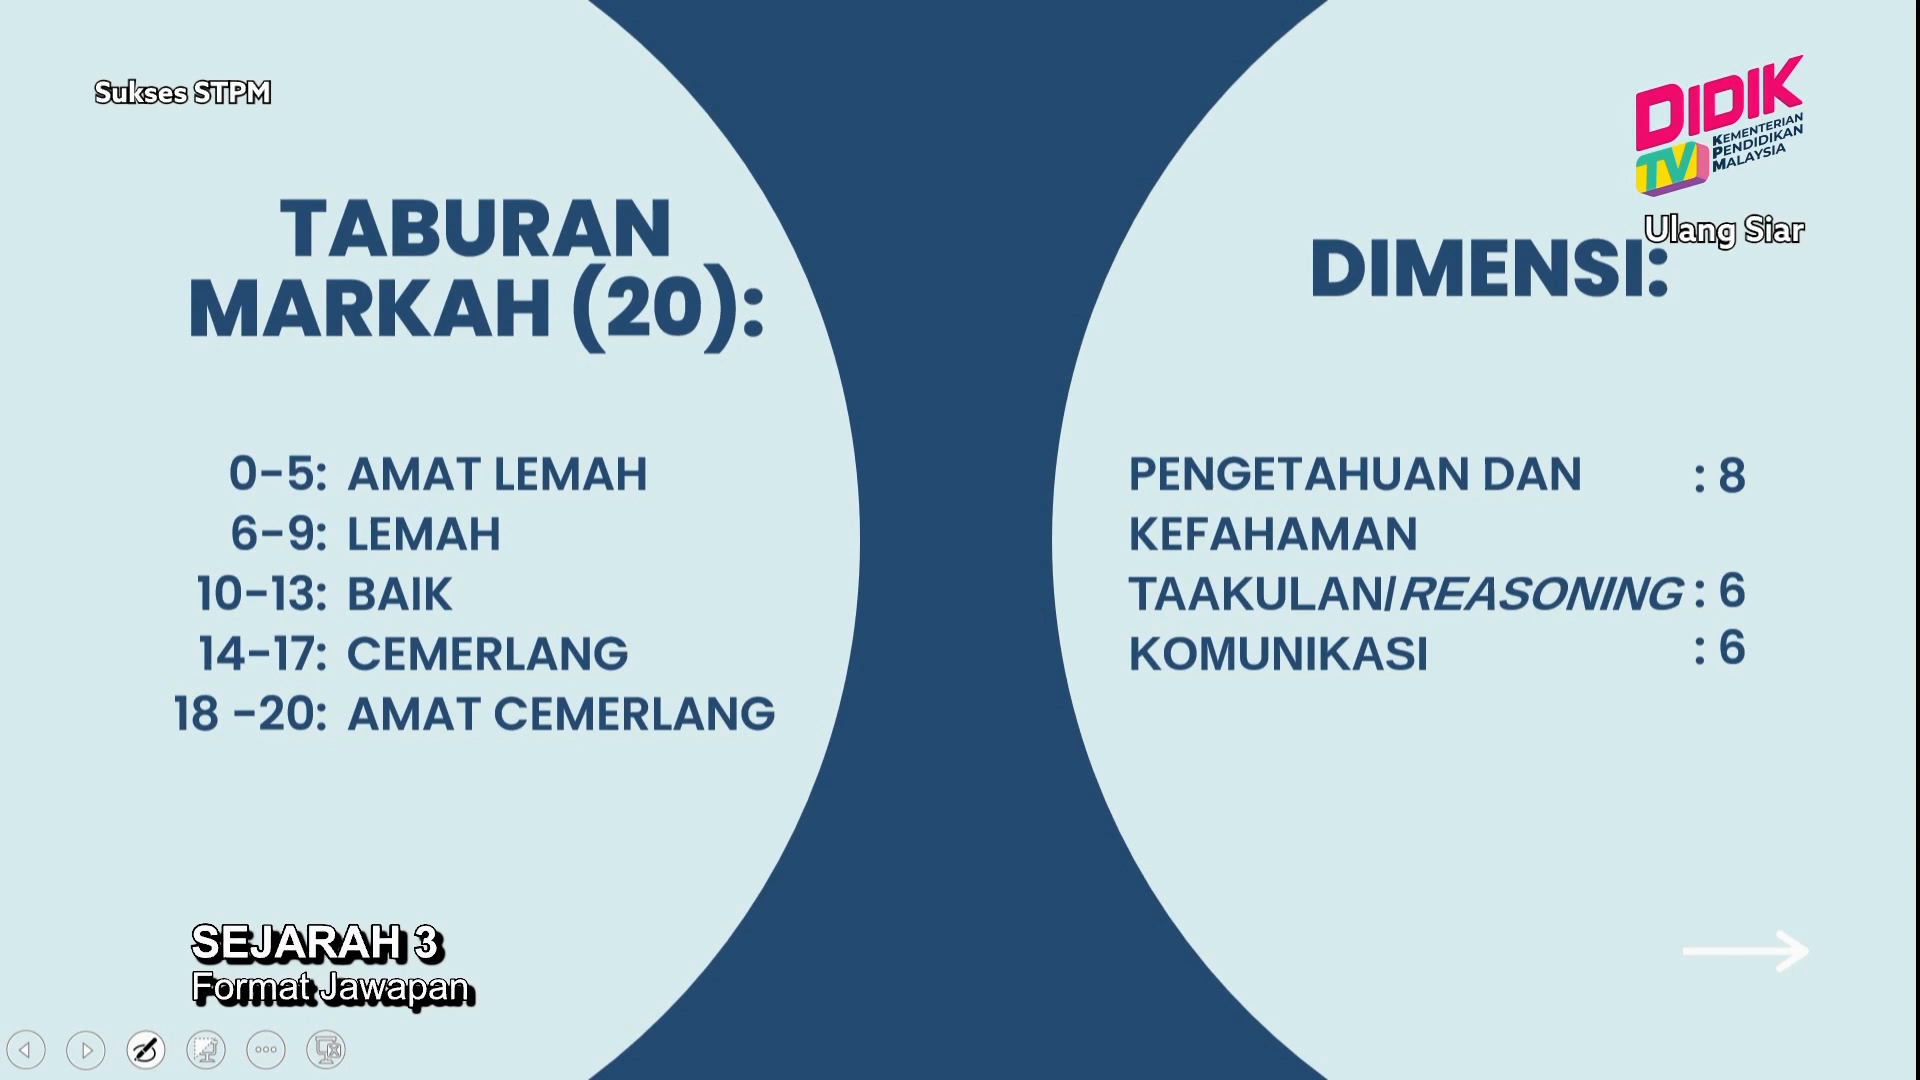 Sukses STPM
DIDIK
TV
KEMENTERIAN
PENDIDIKAN
MALAYSIA
Ulang Siar
TABURAN
MARKAH (20):
0-5: AMAT LEMAH
6-9: LEMAH
10-13: BAIK
14-17: CEMERLANG
18 -20: AMAT CEMERLANG
DIMENSI:
PENGETAHUAN DAN : 8
KEFAHAMAN
TAAKULAN/REASONING : 6
KOMUNIKASI : 6
SEJARAH 3
Format Jawapan